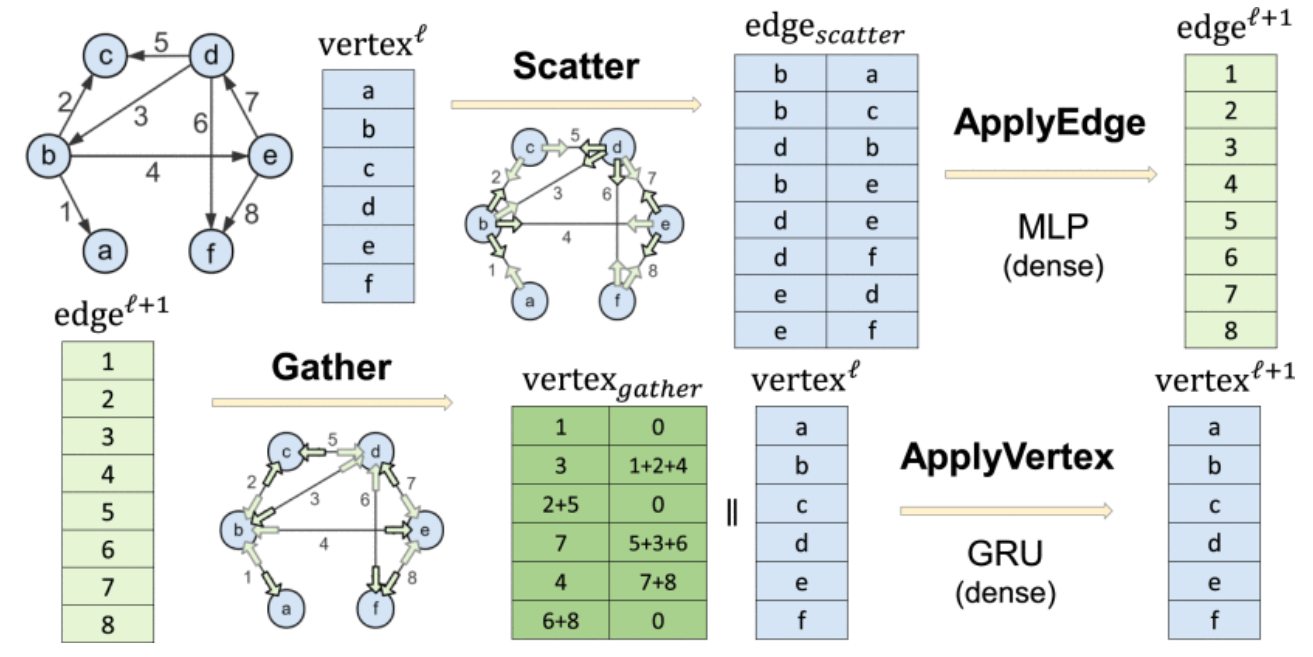 c 5 d
2 3 6 7
b 4 e
1 8
a f
vertex^ℓ
a
b
c
d
e
f
Scatter
c 5 d
2 3 6 7
b 4 e
1 8
a f
edge_scatter
b a
b c
d b
b e
d e
d f
e d
e f
ApplyEdge
MLP
(dense)
edge^ℓ+1
1
2
3
4
5
6
7
8
edge^ℓ+1
1
2
3
4
5
6
7
8
Gather
c 5 d
2 3 6 7
b 4 e
1 8
a f
vertex_gather
1 0
3 1+2+4
2+5 0
7 5+3+6
4 7+8
6+8 0
||
vertex^ℓ
a
b
c
d
e
f
ApplyVertex
GRU
(dense)
vertex^ℓ+1
a
b
c
d
e
f